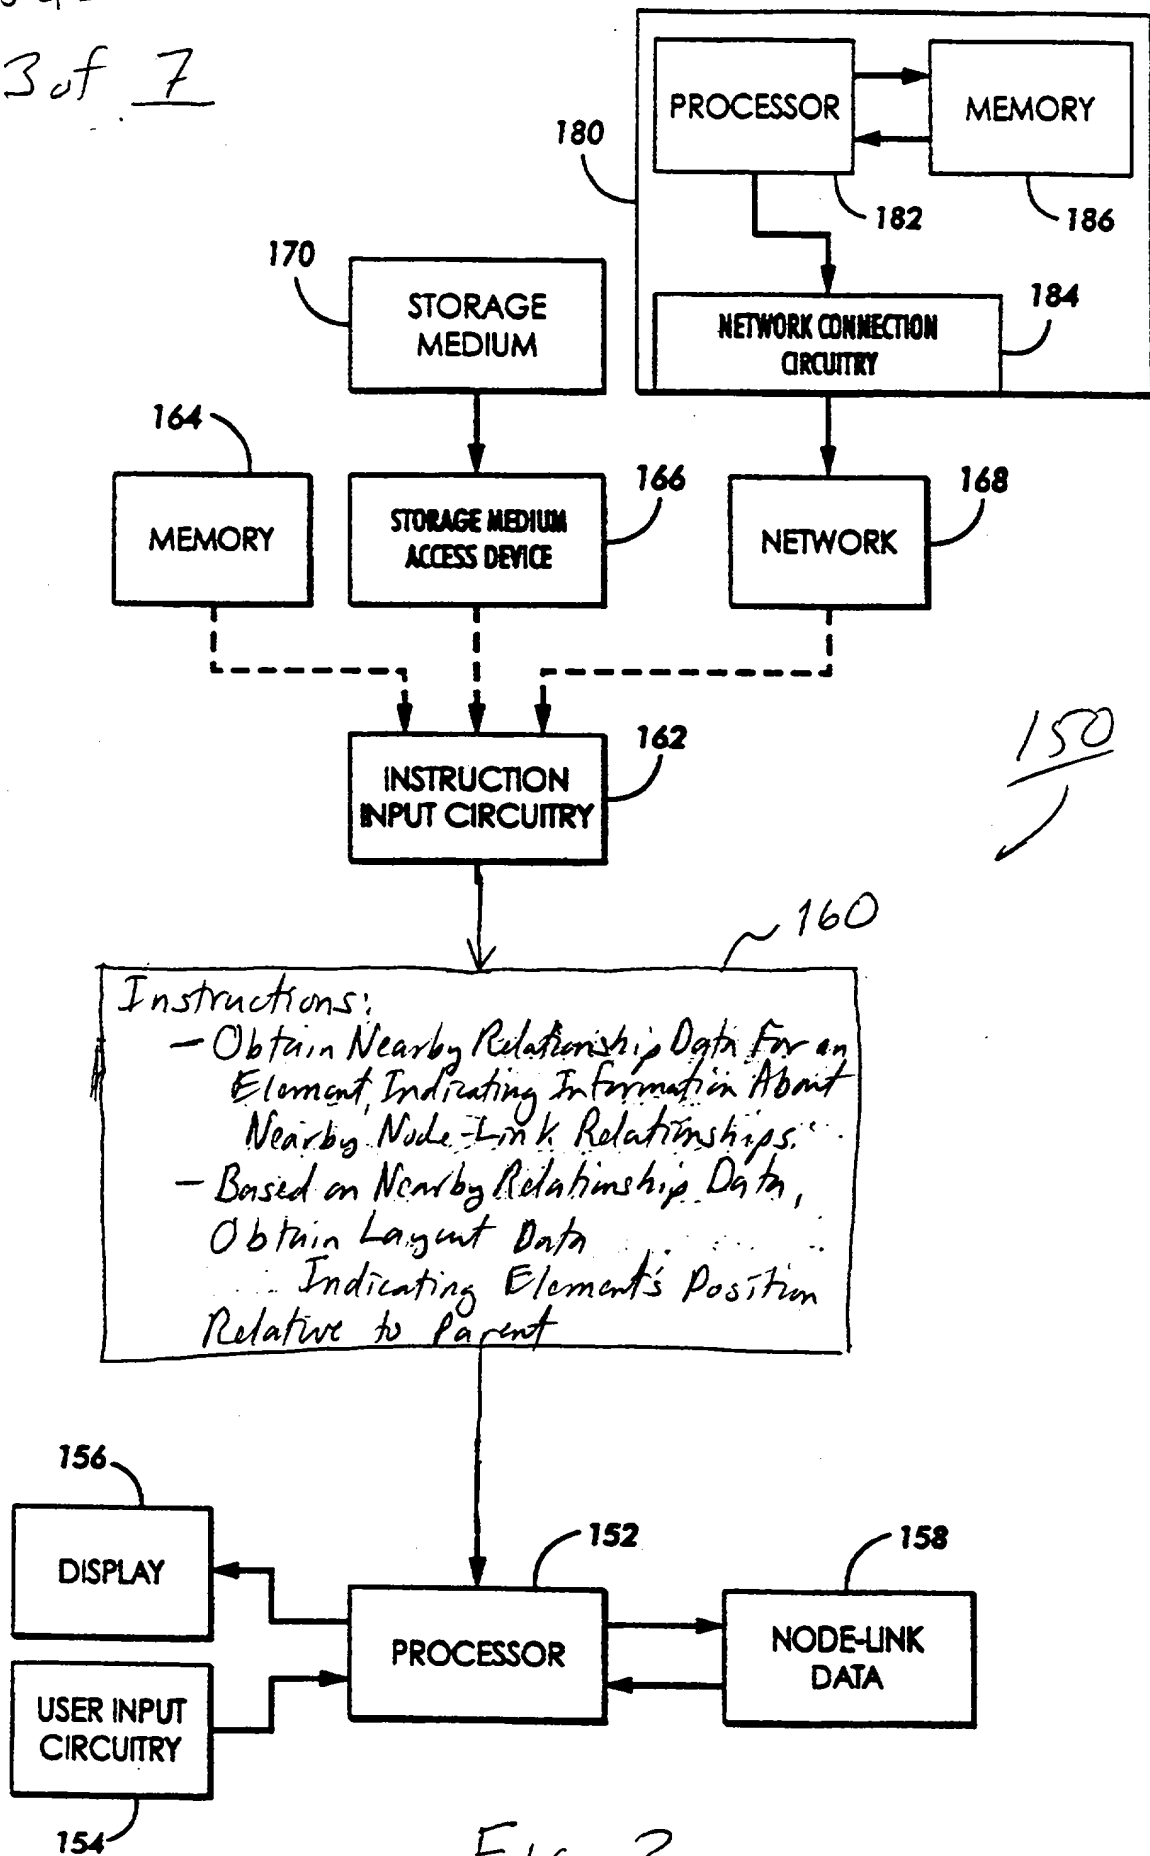 3 of 7
PROCESSOR
MEMORY
180
182
186
170
STORAGE
MEDIUM
184
NETWORK CONNECTION
CIRCUITRY
164
166
168
MEMORY
STORAGE MEDIUM
ACCESS DEVICE
NETWORK
162
150
INSTRUCTION
INPUT CIRCUITRY
160
Instructions:
- Obtain Nearby Relationship Data For an
Element, Indicating Information About
Nearby Node-Link Relationships.
- Based on Nearby Relationship Data,
Obtain Layout Data
Indicating Element's Position
Relative to Parent
156
152
158
DISPLAY
PROCESSOR
NODE-LINK
DATA
USER INPUT
CIRCUITRY
154